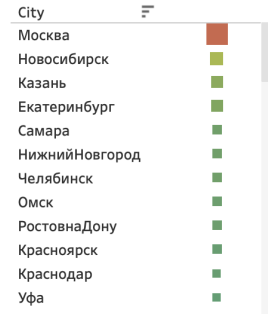 City
Москва
Новосибирск
Казань
Екатеринбург
Самара
НижнийНовгород
Челябинск
Омск
РостовнаДону
Красноярск
Краснодар
Уфа